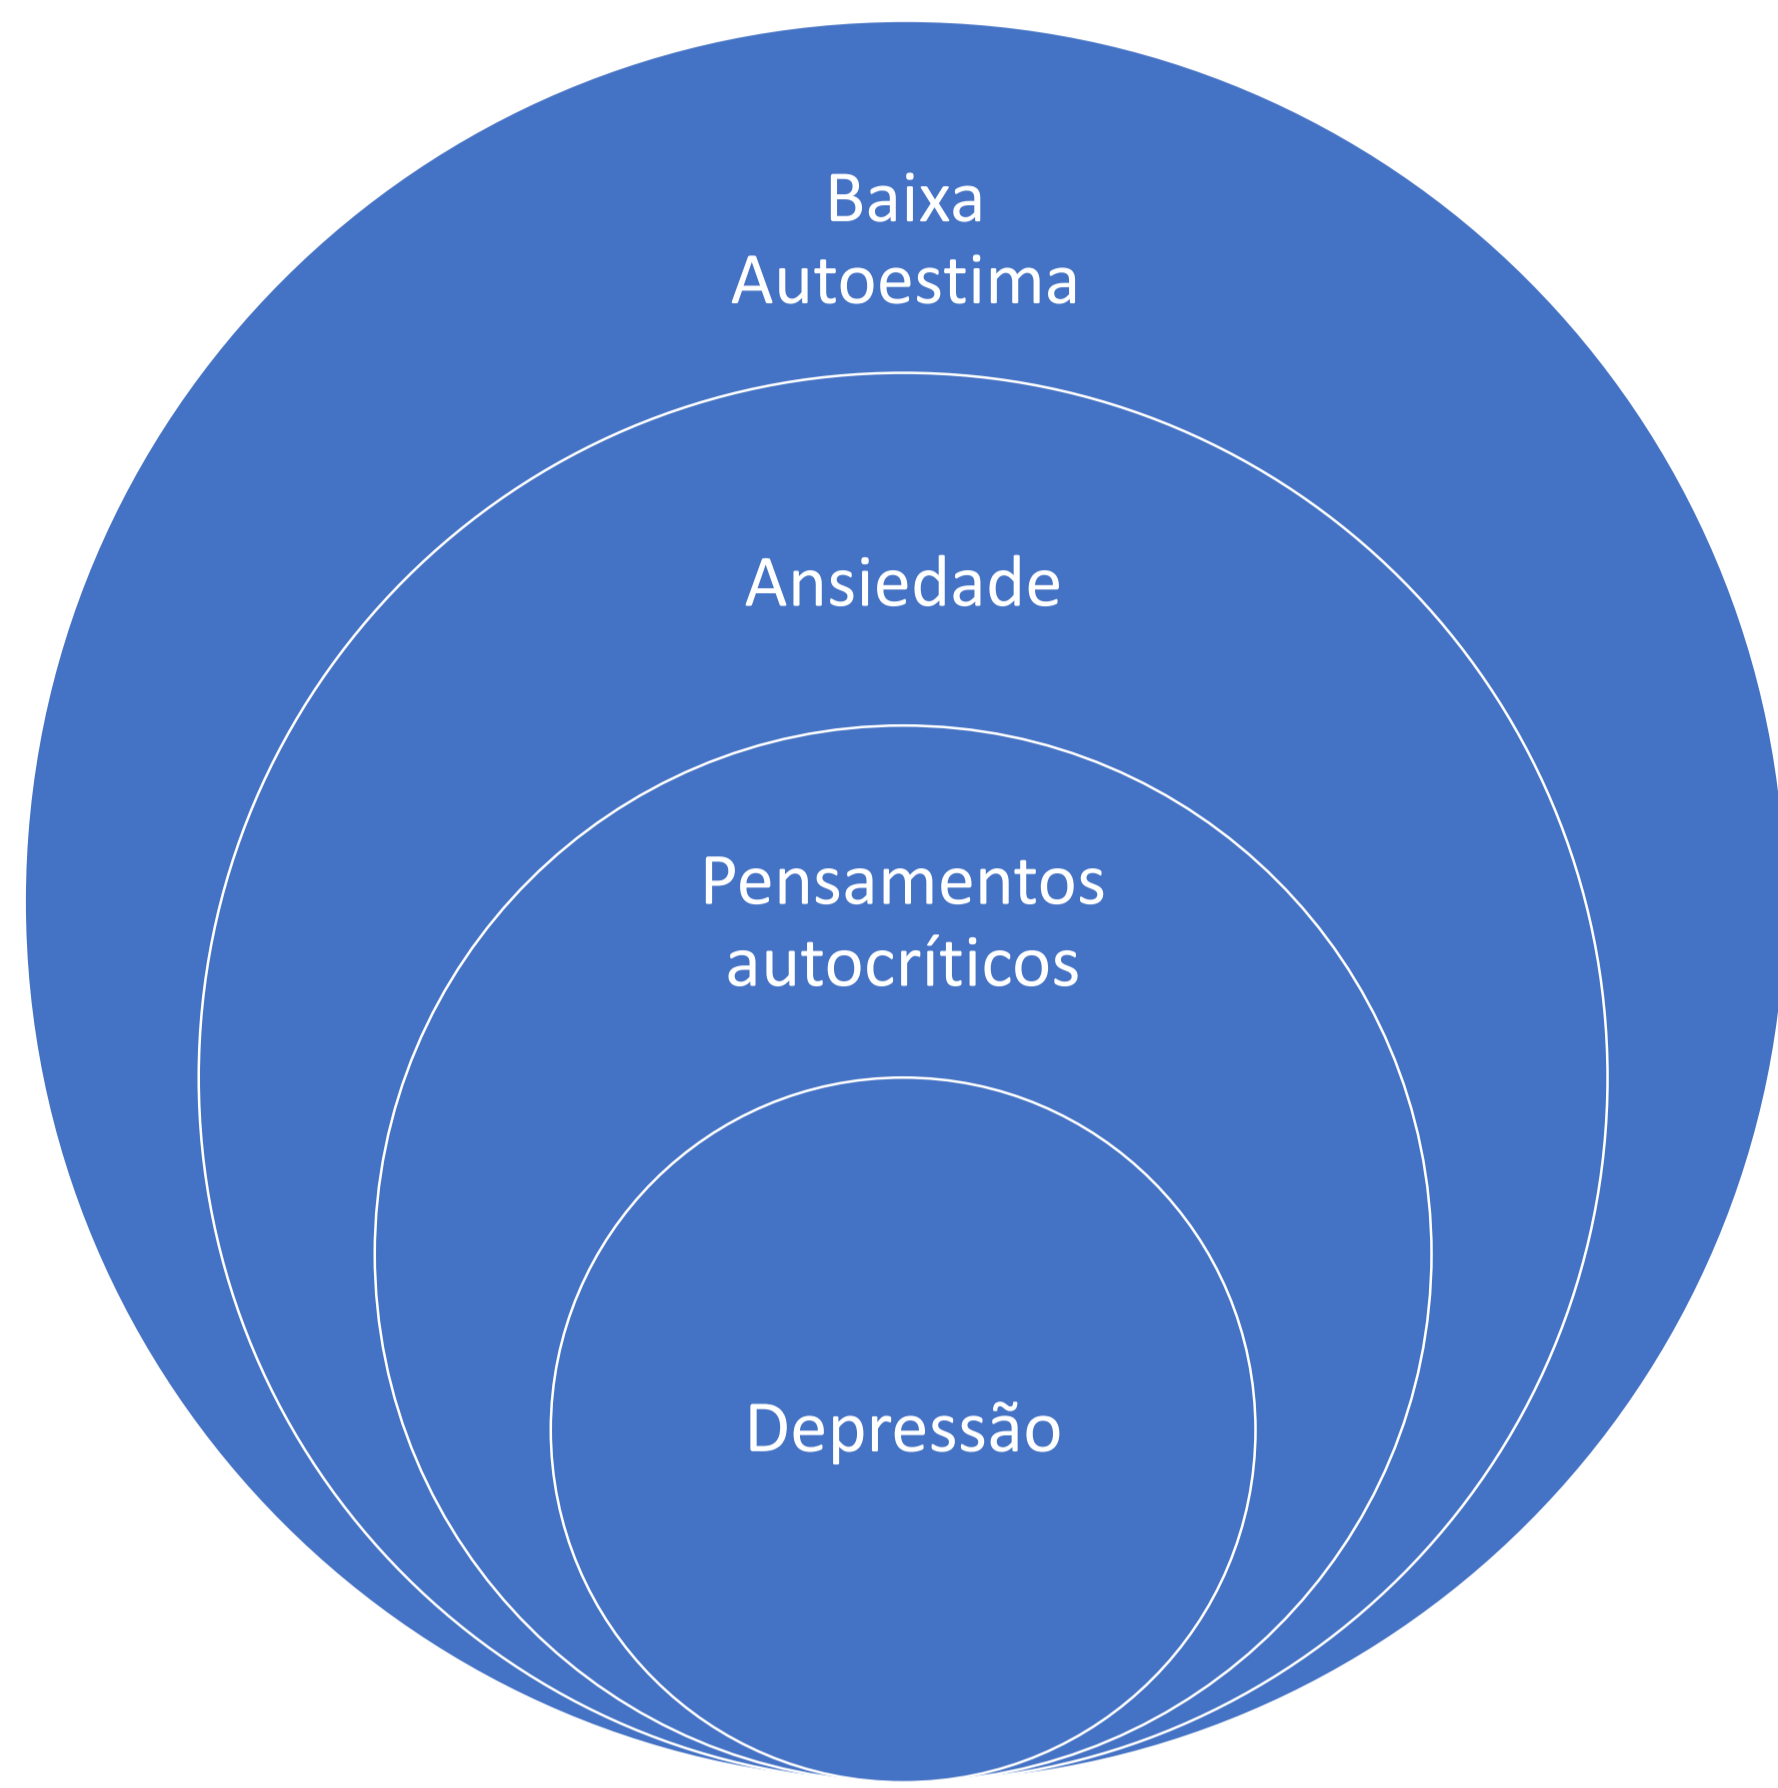 Baixa
Autoestima
Ansiedade
Pensamentos
autocríticos
Depressão